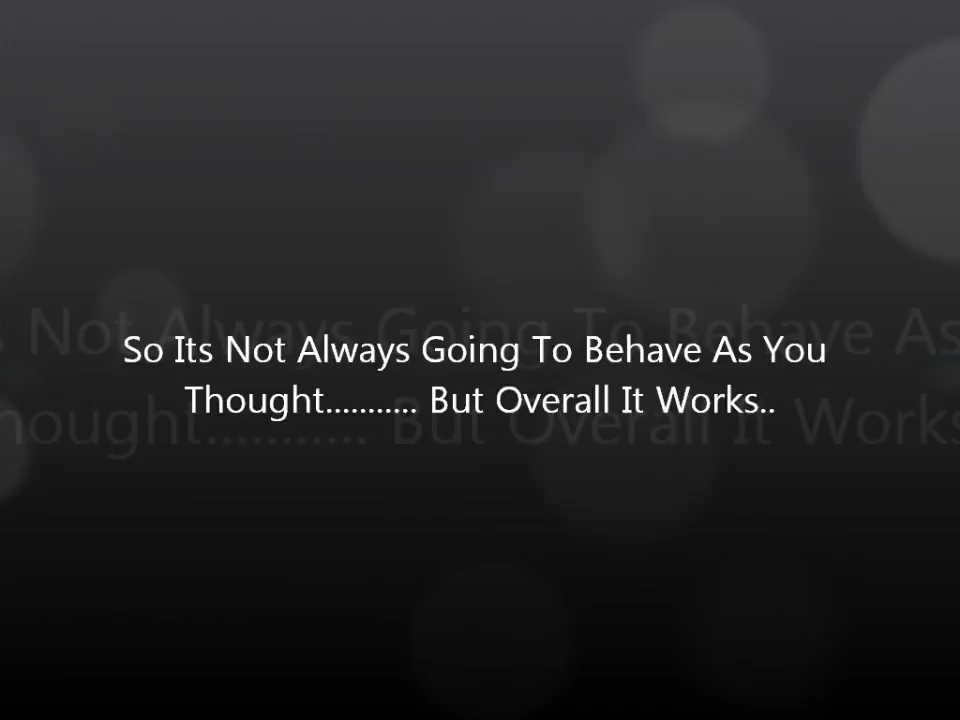 So Its Not Always Going To Behave As You
Thought........... But Overall It Works..